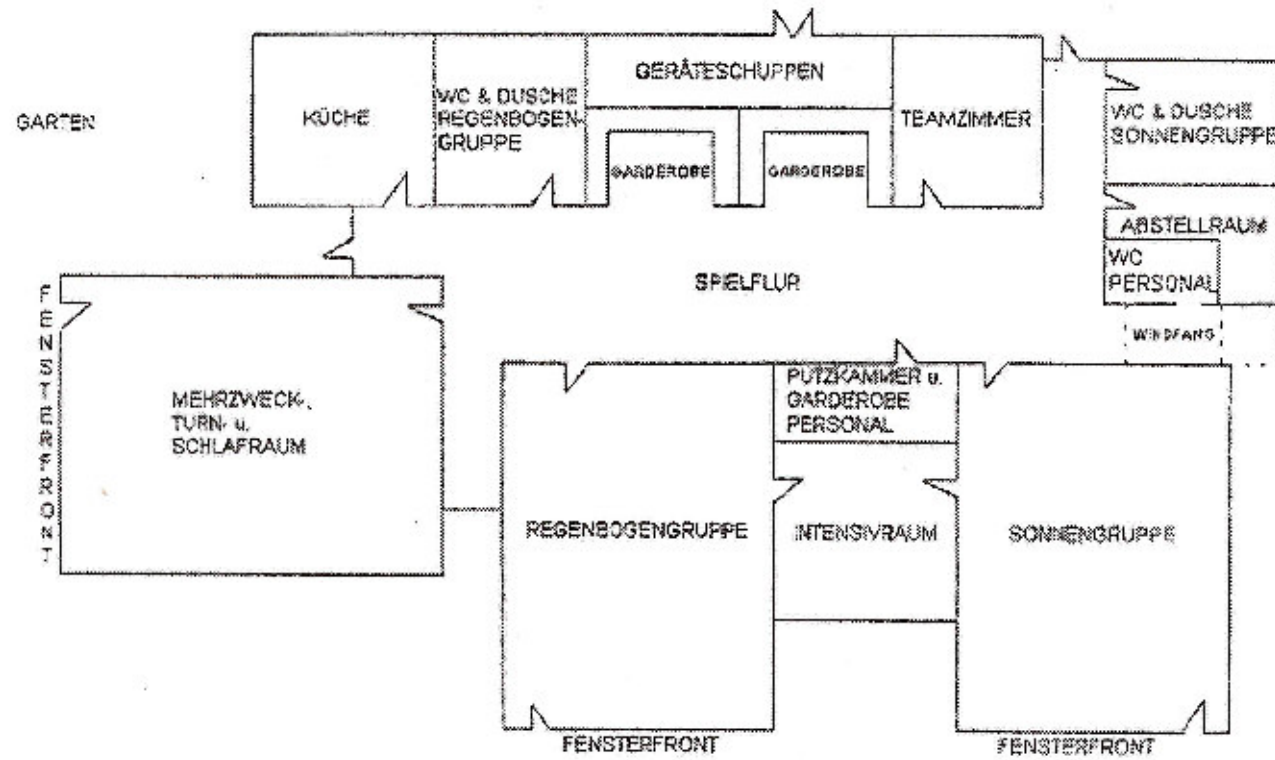 GERÄTESCHUPPEN
GARTEN
KÜCHE
WC & DUSCHE
REGENBOGEN-
GRUPPE
TEAMZIMMER
WC & DUSCHE
SONNENGRUPPE
GARDEROBE
GARDEROBE
ABSTELLRAUM
WC
PERSONAL
SPIELFLUR
WINDFANG
FENSTERFRONT
MEHRZWECK-,
TURN- u.
SCHLAFRAUM
PUTZKAMMER u.
GARDEROBE
PERSONAL
REGENBOGENGRUPPE
INTENSIVRAUM
SONNENGRUPPE
FENSTERFRONT
FENSTERFRONT